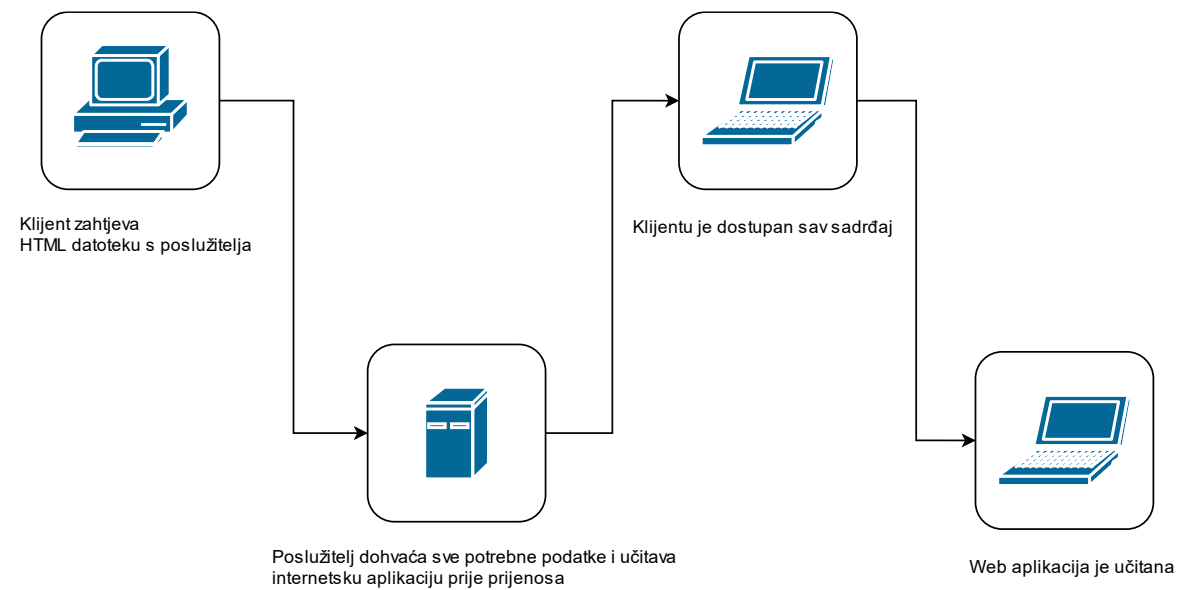 Klijent zahtjeva
HTML datoteku s poslužitelja
Klijentu je dostupan sav sadrđaj
Poslužitelj dohvaća sve potrebne podatke i učitava
internetsku aplikaciju prije prijenosa
Web aplikacija je učitana